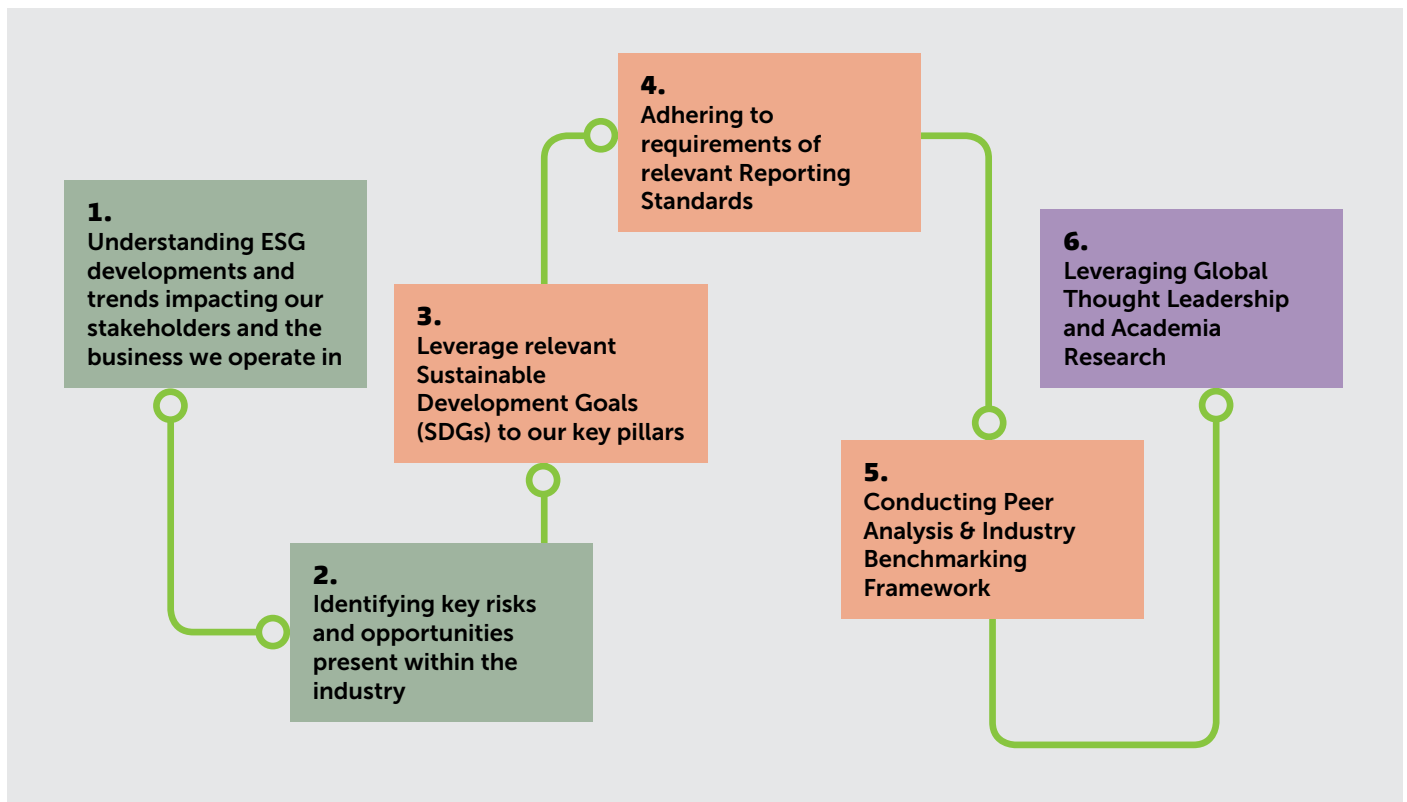 1.
Understanding ESG
developments and
trends impacting our
stakeholders and the
business we operate in
2.
Identifying key risks
and opportunities
present within the
industry
3.
Leverage relevant
Sustainable
Development Goals
(SDGs) to our key pillars
4.
Adhering to
requirements of
relevant Reporting
Standards
5.
Conducting Peer
Analysis & Industry
Benchmarking
Framework
6.
Leveraging Global
Thought Leadership
and Academia
Research